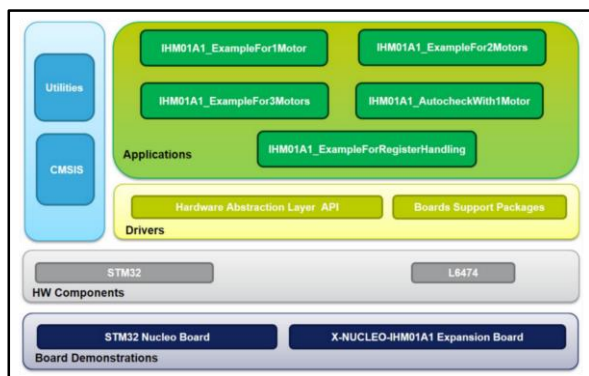 Utilities
CMSIS
IHM01A1_ExampleFor1Motor
IHM01A1_ExampleFor2Motors
IHM01A1_ExampleFor3Motors
IHM01A1_AutocheckWith1Motor
IHM01A1_ExampleForRegisterHandling
Applications
Hardware Abstraction Layer API
Boards Support Packages
Drivers
STM32
L6474
HW Components
STM32 Nucleo Board
X-NUCLEO-IHM01A1 Expansion Board
Board Demonstrations